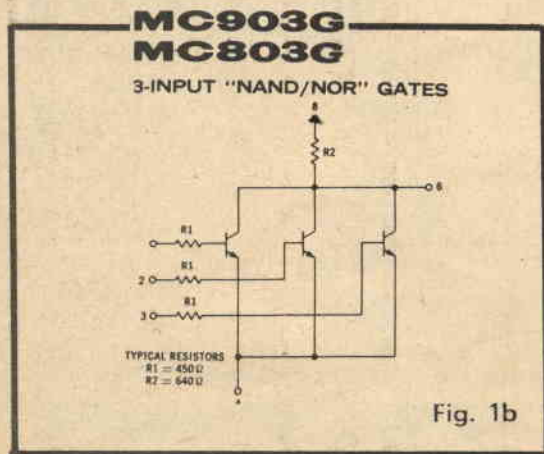 MC903G
MC803G
3-INPUT "NAND/NOR" GATES
8
R2
6
R1
R1
2
R1
3
TYPICAL RESISTORS
R1 = 450Ω
R2 = 640Ω
4
Fig. 1b